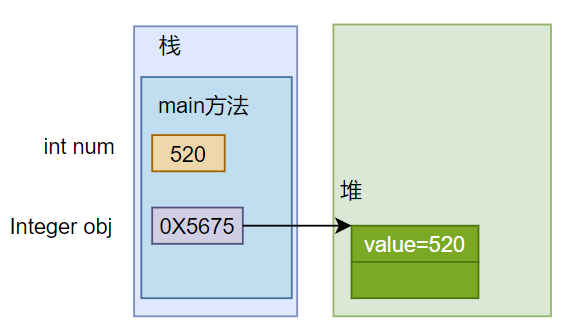 栈
main方法
int num
520
堆
Integer obj
0X5675
value=520